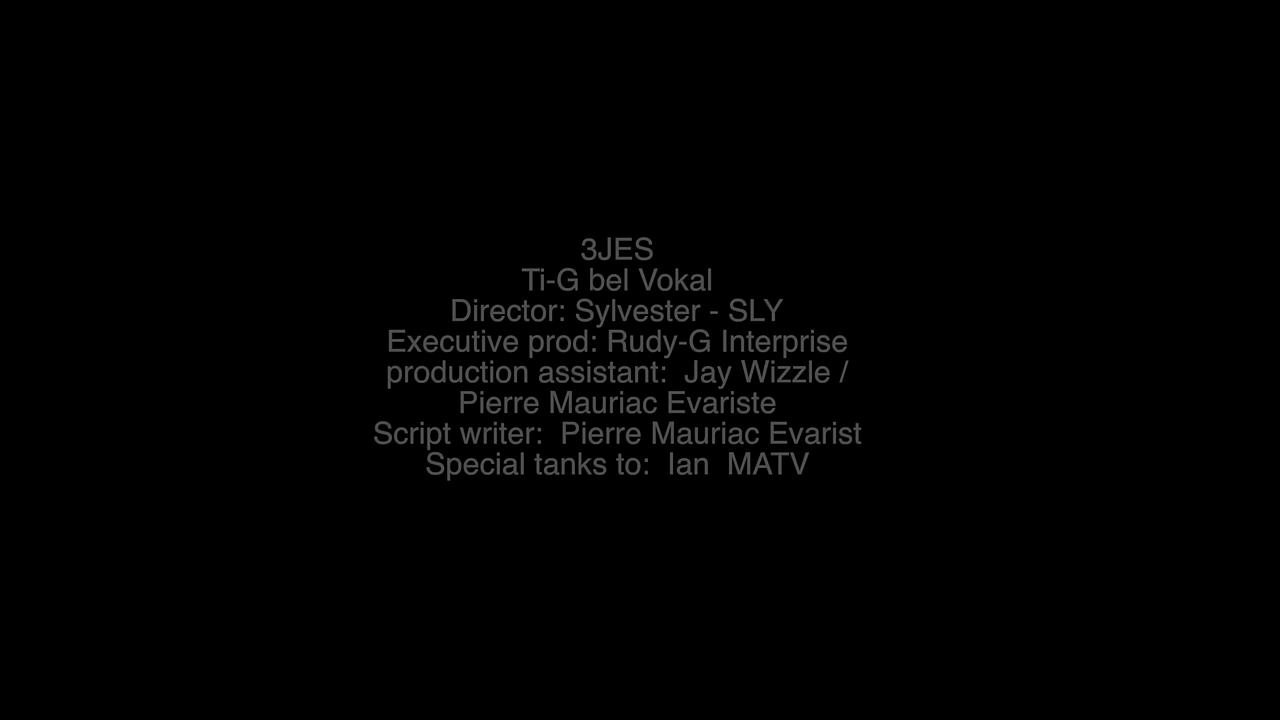 3JES
Ti-G bel Vokal
Director: Sylvester - SLY
Executive prod: Rudy-G Interprise
production assistant:  Jay Wizzle /
Pierre Mauriac Evariste
Script writer:  Pierre Mauriac Evarist
Special tanks to:  Ian  MATV